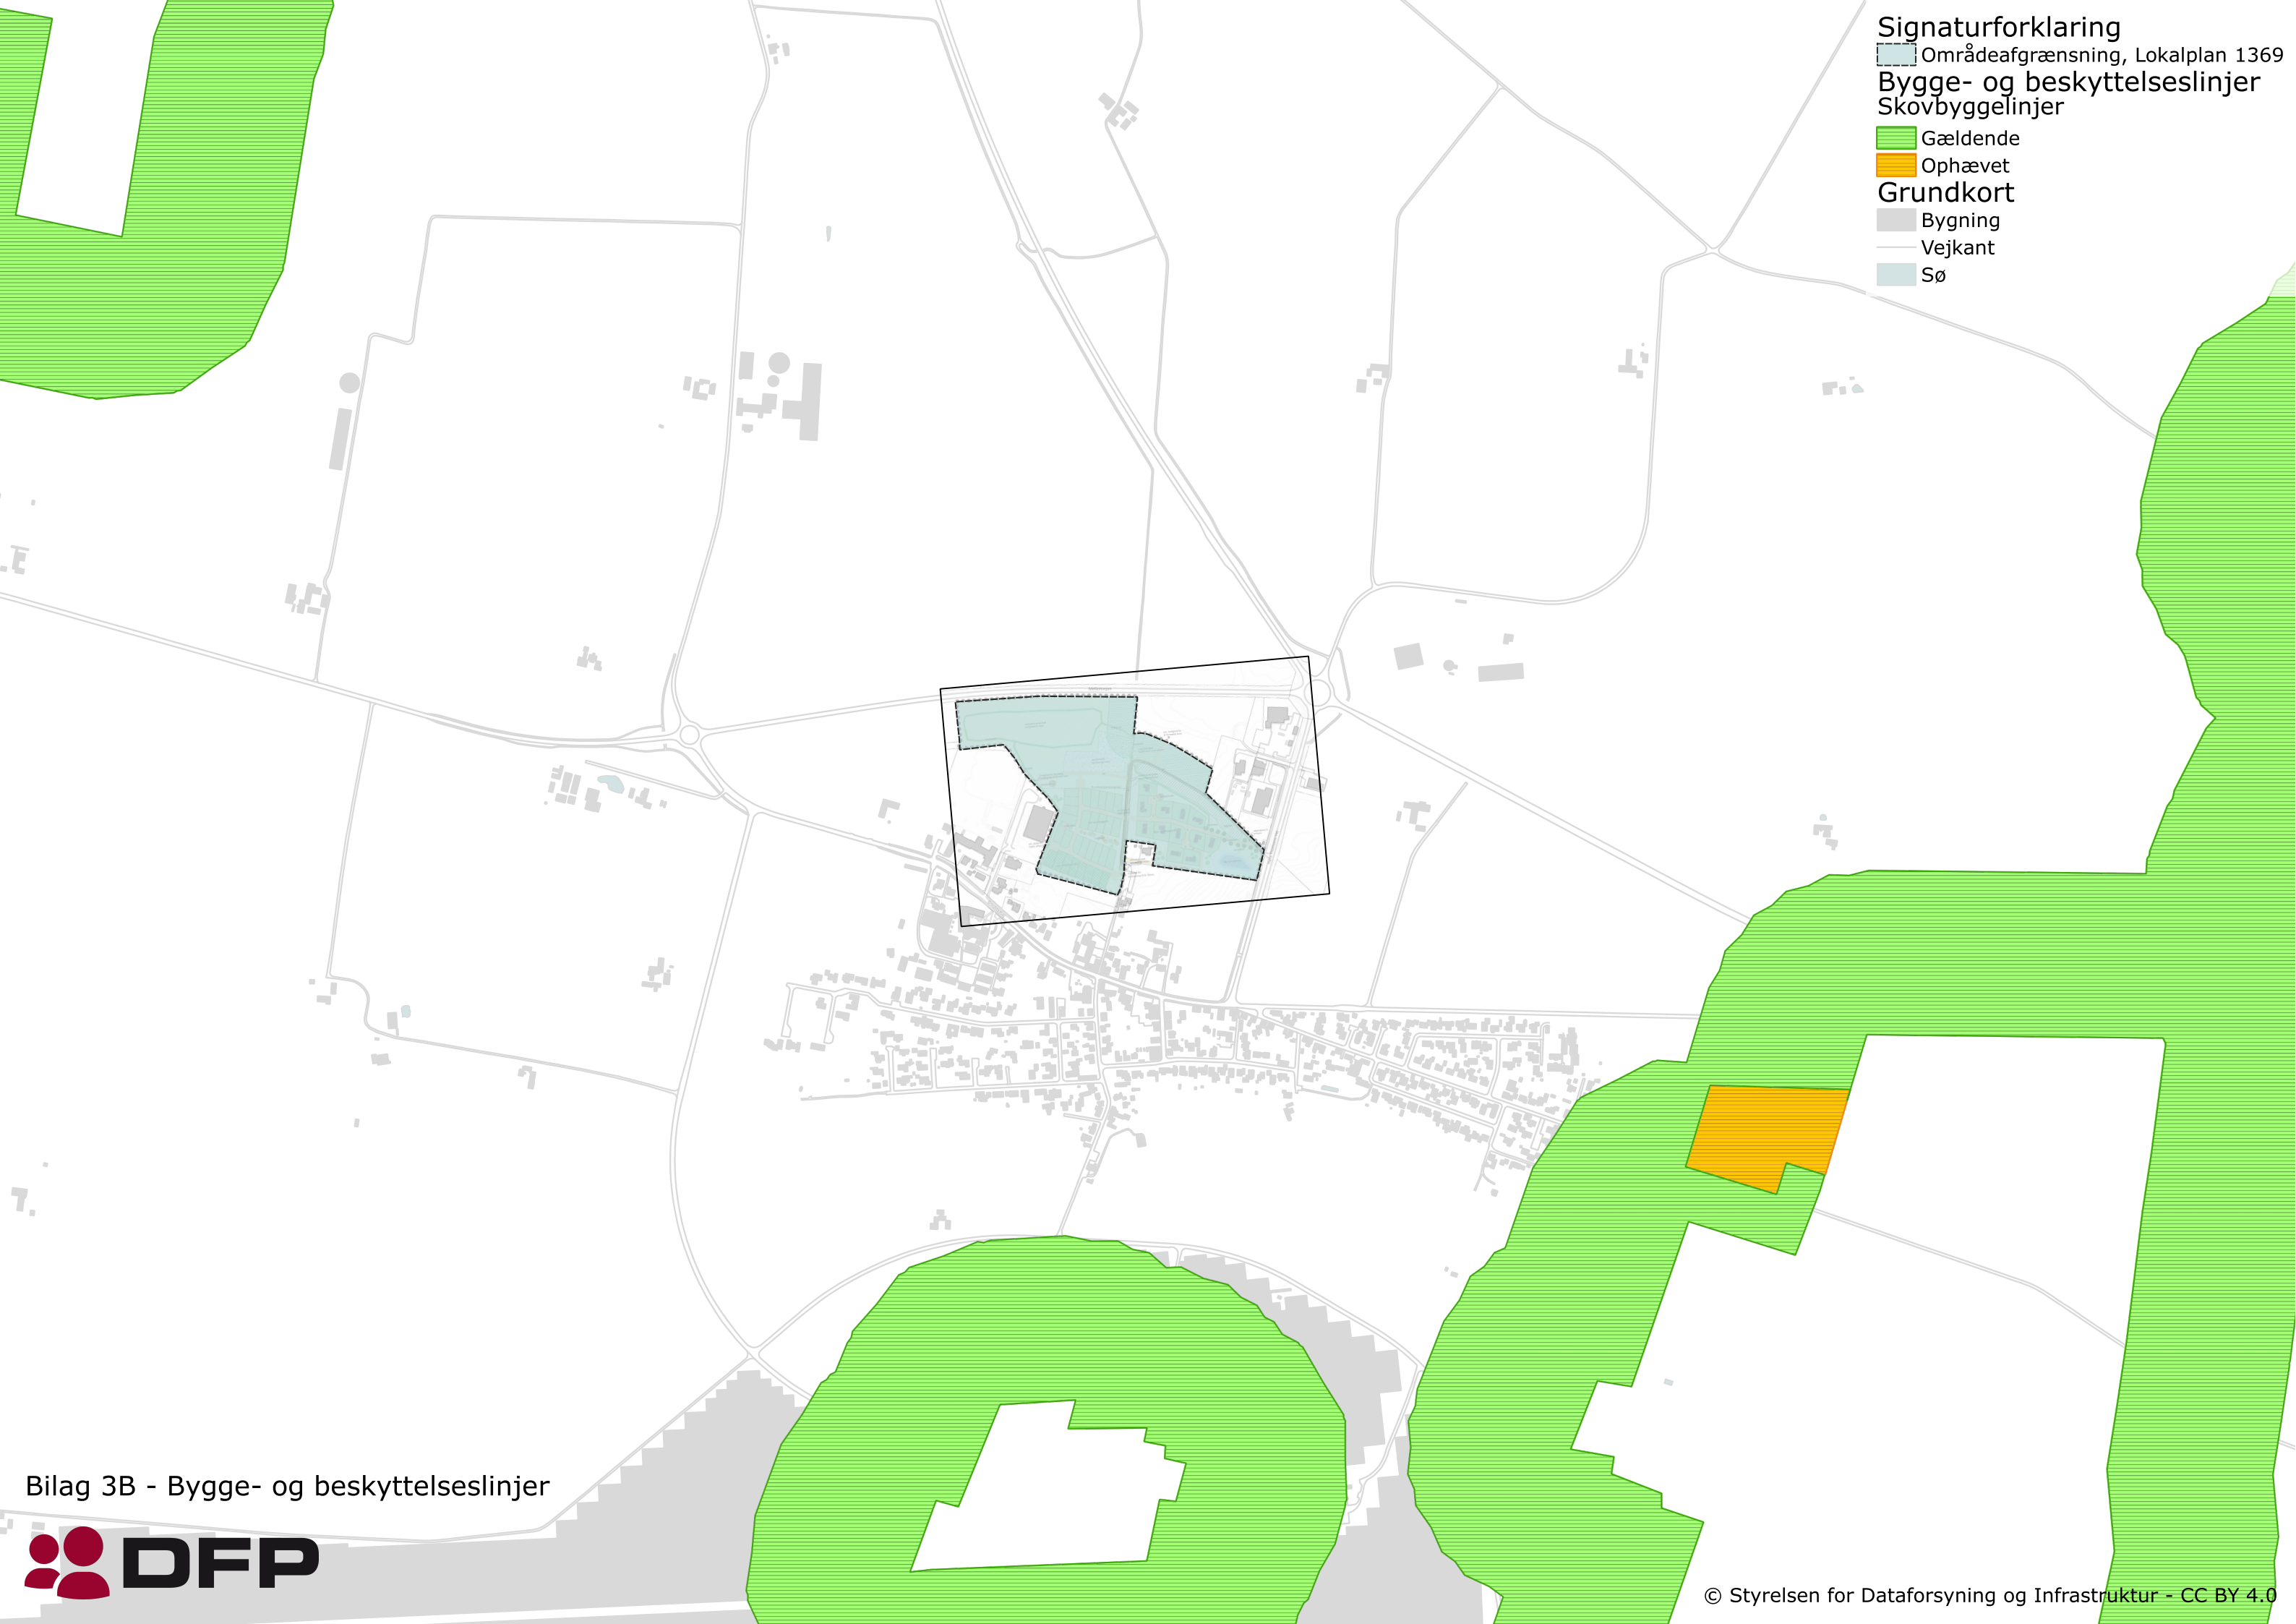 Signaturforklaring
Områdeafgrænsning, Lokalplan 1369
Bygge- og beskyttelseslinjer
Skovbyggelinjer
Gældende
Ophævet
Grundkort
Bygning
Vejkant
Sø
Bilag 3B - Bygge- og beskyttelseslinjer
DFP
© Styrelsen for Dataforsyning og Infrastruktur - CC BY 4.0